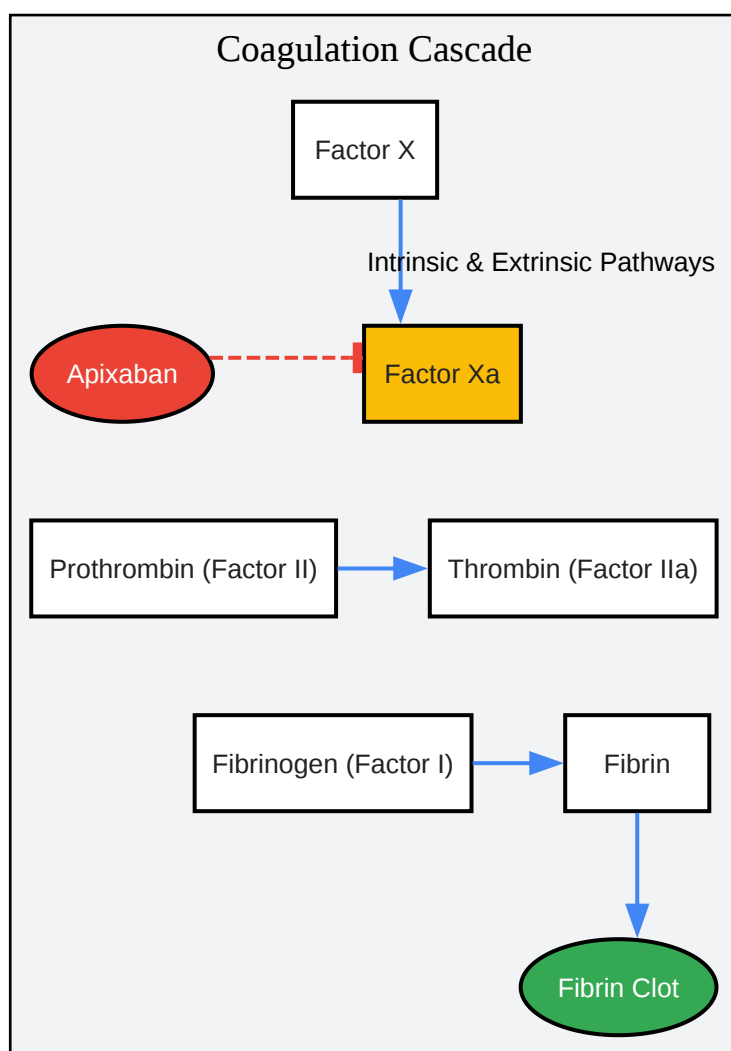 Coagulation Cascade
Factor X
Intrinsic & Extrinsic Pathways
Apixaban
Factor Xa
Prothrombin (Factor II)
Thrombin (Factor IIa)
Fibrinogen (Factor I)
Fibrin
Fibrin Clot